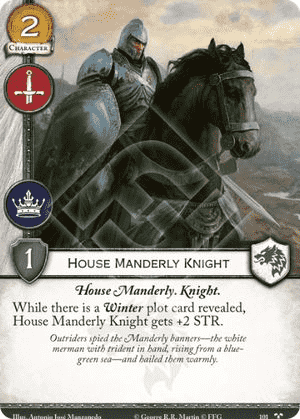 2
CHARACTER
1
HOUSE MANDERLY KNIGHT
House Manderly. Knight.
While there is a Winter plot card revealed,
House Manderly Knight gets +2 STR.
Outriders spied the Manderly banners—the white
merman with trident in hand, rising from a blue-
green sea—and hailed them warmly.
Illus. Antonio José Manzanedo © George R.R. Martin © FFG 101